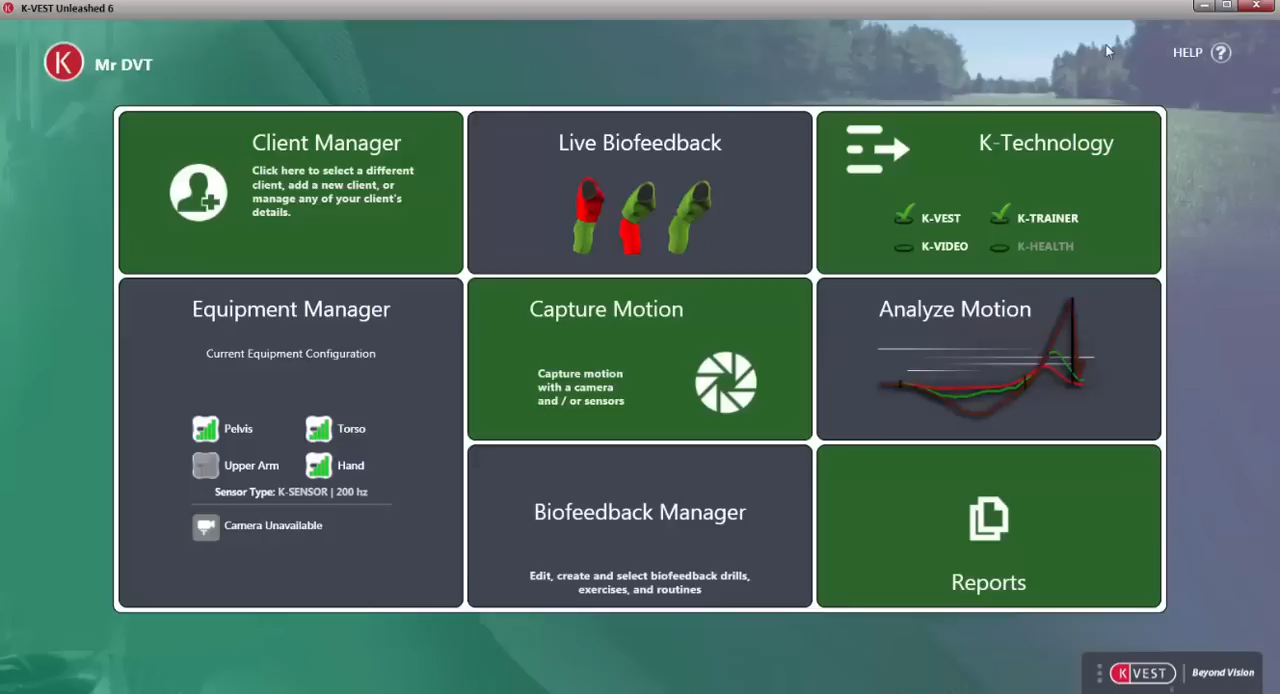 K-VEST Unleashed 6
K Mr DVT
HELP ?
Client Manager
Click here to select a different
client, add a new client, or
manage any of your client's
details.
Live Biofeedback
K-Technology
K-VEST K-TRAINER
K-VIDEO K-HEALTH
Equipment Manager
Current Equipment Configuration
Pelvis Torso
Upper Arm Hand
Sensor Type: K-SENSOR | 200 hz
Camera Unavailable
Capture Motion
Capture motion
with a camera
and / or sensors
Analyze Motion
Biofeedback Manager
Edit, create and select biofeedback drills,
exercises, and routines
Reports
K VEST Beyond Vision